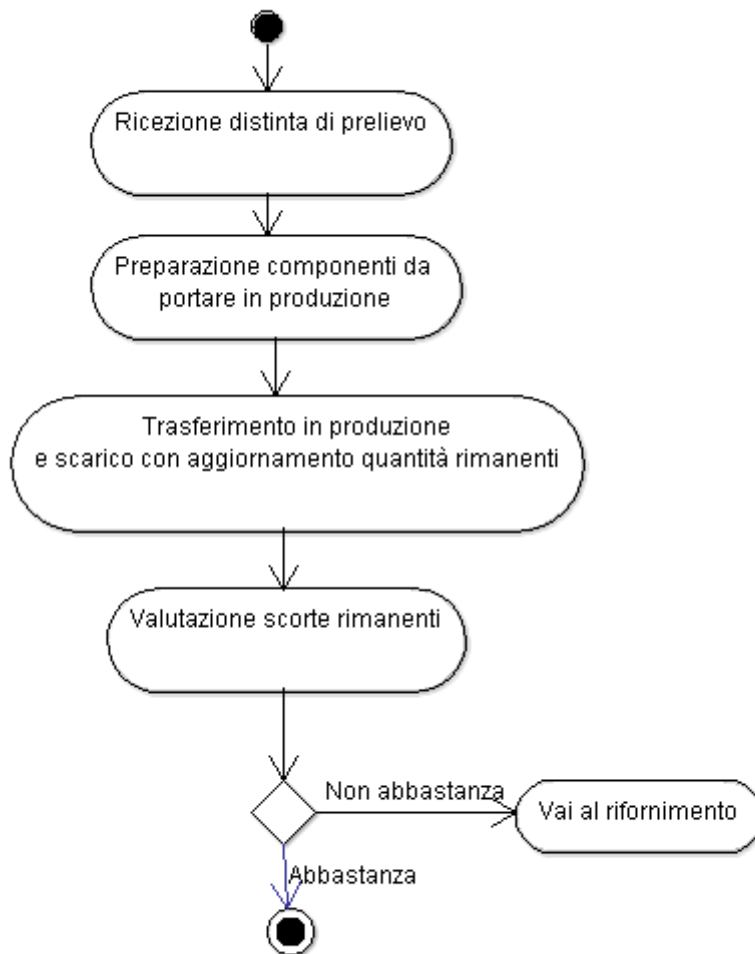 Ricezione distinta di prelievo
Preparazione componenti da
portare in produzione
Trasferimento in produzione
e scarico con aggiornamento quantità rimanenti
Valutazione scorte rimanenti
Non abbastanza
Vai al rifornimento
Abbastanza